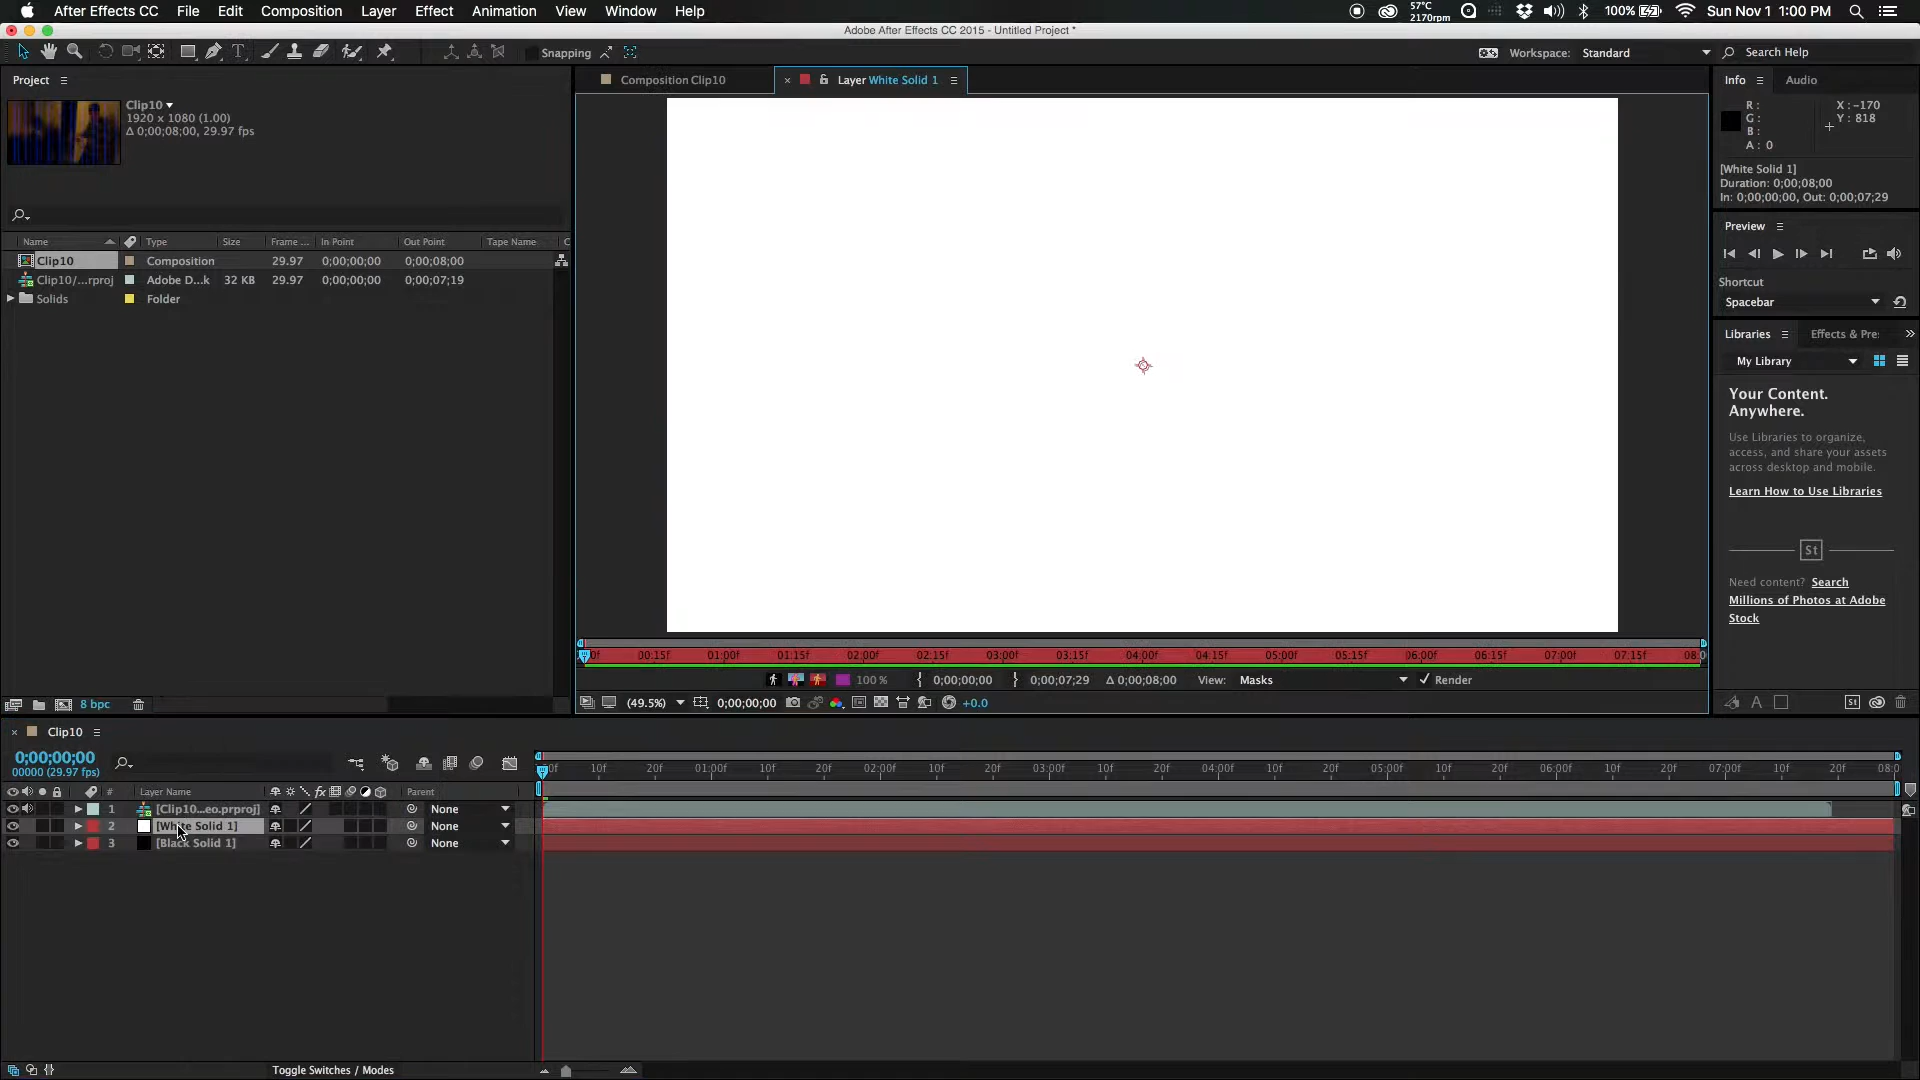 After Effects CC File Edit Composition Layer Effect Animation View Window Help 57°C 2170rpm 100% Sun Nov 1 1:00 PM
Adobe After Effects CC 2015 - Untitled Project *
Snapping Workspace: Standard Search Help
Project
Clip10
1920 x 1080 (1.00)
Δ 0;00;08;00, 29.97 fps
Name Type Size Frame ... In Point Out Point Tape Name
Clip10 Composition 29.97 0;00;00;00 0;00;08;00
Clip10/...rproj Adobe D...k 32 KB 29.97 0;00;00;00 0;00;07;19
Solids Folder
8 bpc
Composition Clip10
Layer White Solid 1
00:15f 01:00f 01:15f 02:00f 02:15f 03:00f 03:15f 04:00f 04:15f 05:00f 05:15f 06:00f 06:15f 07:00f 07:15f
100 % 0;00;00;00 0;00;07;29 Δ 0;00;08;00 View: Masks Render
(49.5%) 0;00;00;00 +0.0
Info Audio
R :
G :
B :
A : 0
X : -170
Y : 818
[White Solid 1]
Duration: 0;00;08;00
In: 0;00;00;00, Out: 0;00;07;29
Preview
Shortcut
Spacebar
Libraries Effects & Pre:
My Library
Your Content.
Anywhere.
Use Libraries to organize,
access, and share your assets
across desktop and mobile.
Learn How to Use Libraries
St
Need content? Search
Millions of Photos at Adobe
Stock
A St
Clip10
0;00;00;00
00000 (29.97 fps)
10f 20f 01:00f 10f 20f 02:00f 10f 20f 03:00f 10f 20f 04:00f 10f 20f 05:00f 10f 20f 06:00f 10f 20f 07:00f 10f 20f
# Layer Name fx Parent
1 [Clip10...eo.prproj] None
2 [White Solid 1] None
3 [Black Solid 1] None
Toggle Switches / Modes